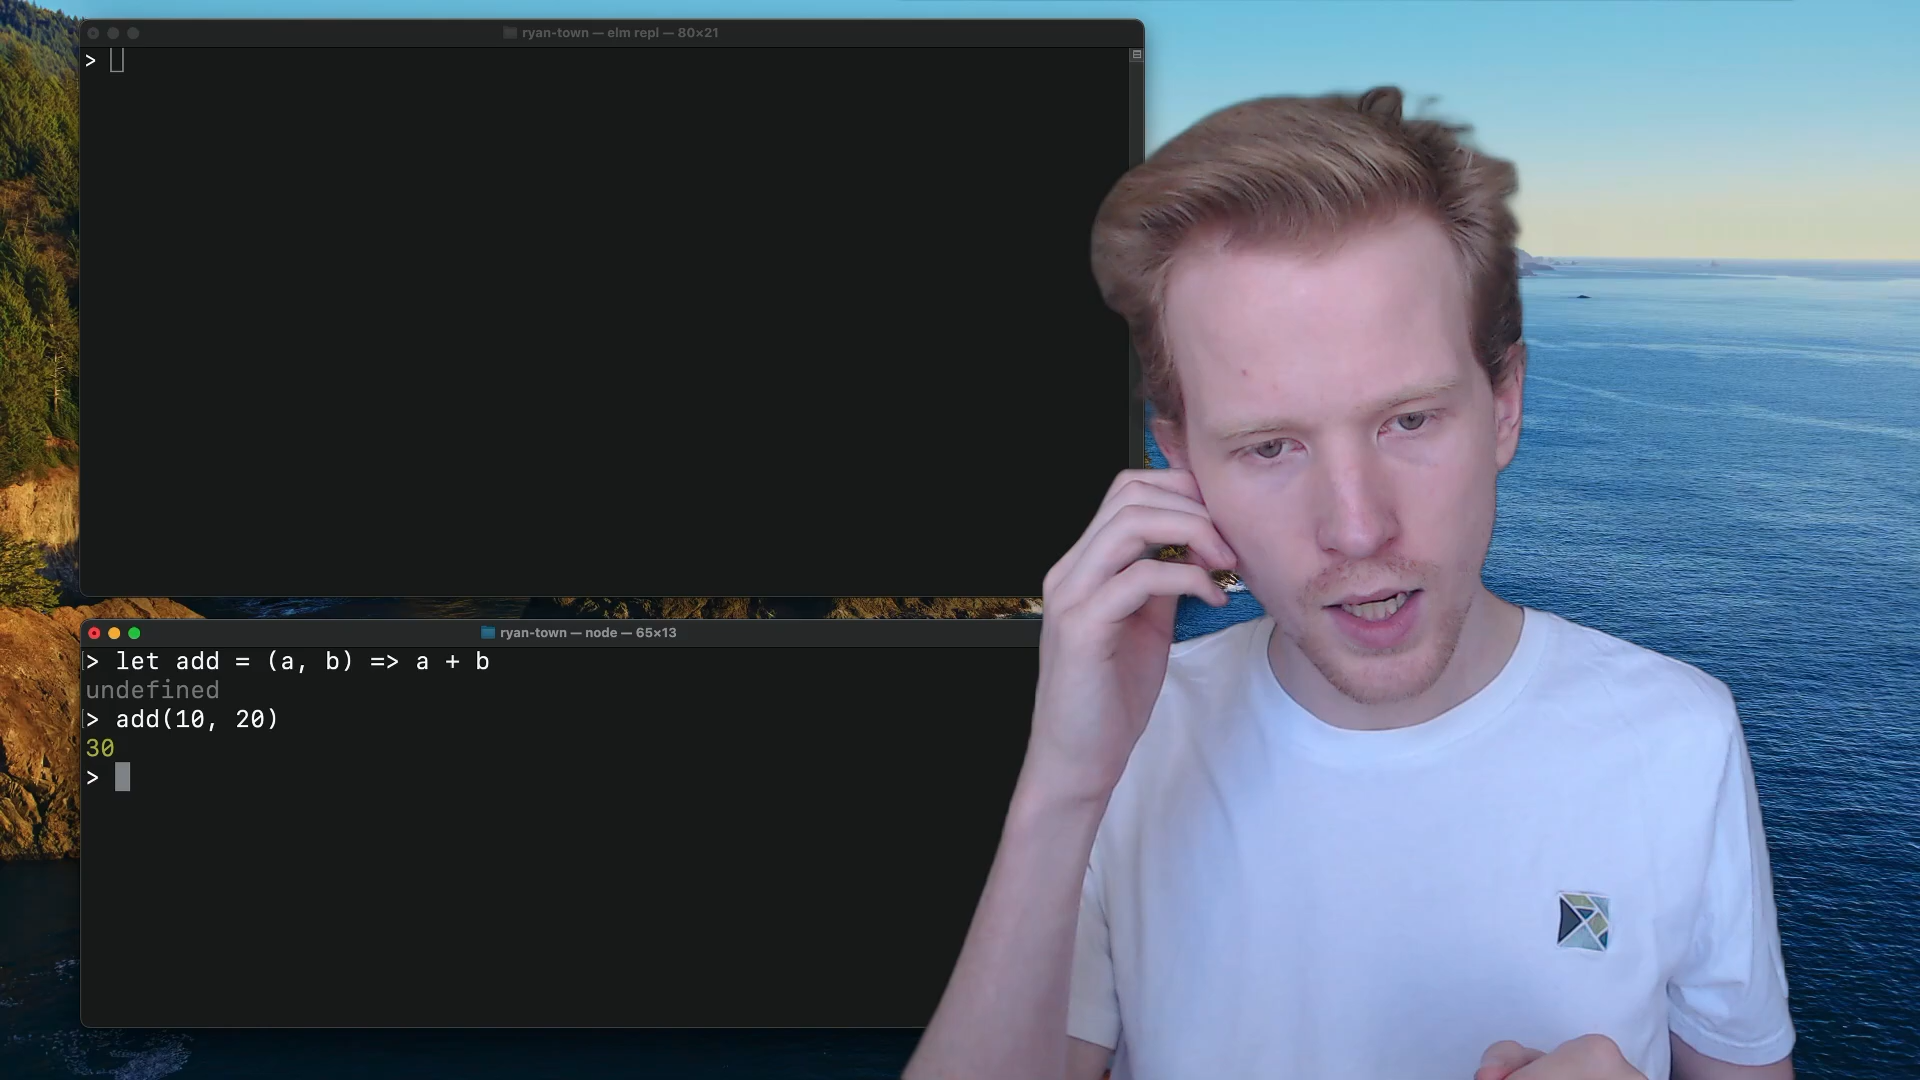 ryan-town — elm repl — 80×21
>
ryan-town — node — 65×13
> let add = (a, b) => a + b
undefined
> add(10, 20)
30
>